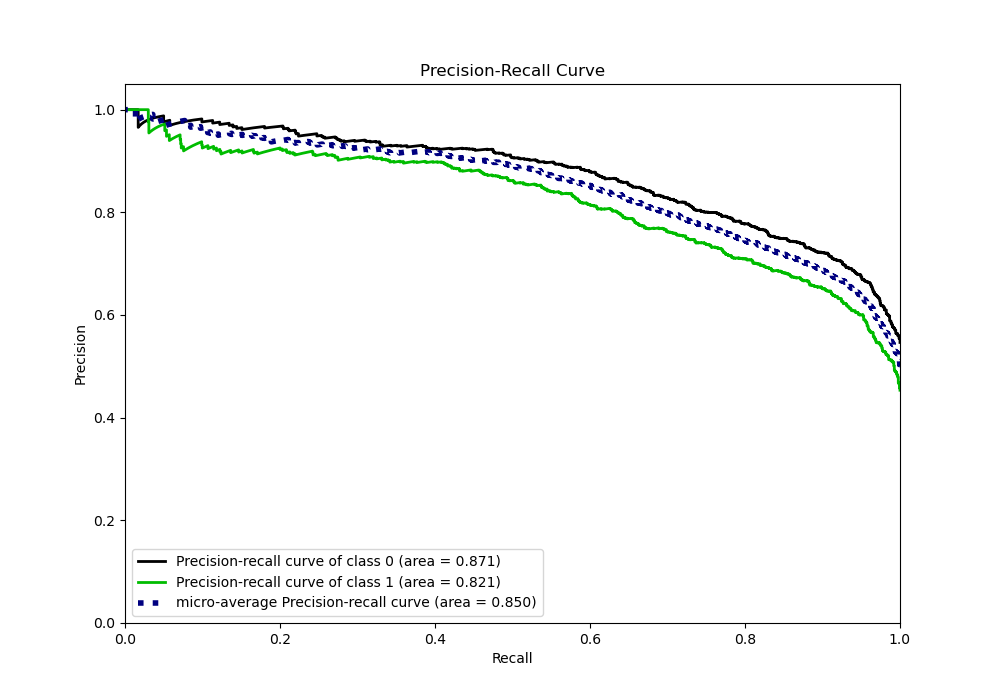 Precision-Recall Curve
1.0
0.8
0.6
0.4
0.2
0.0
Precision
Precision-recall curve of class 0 (area = 0.871)
Precision-recall curve of class 1 (area = 0.821)
micro-average Precision-recall curve (area = 0.850)
0.0 0.2 0.4 0.6 0.8 1.0
Recall